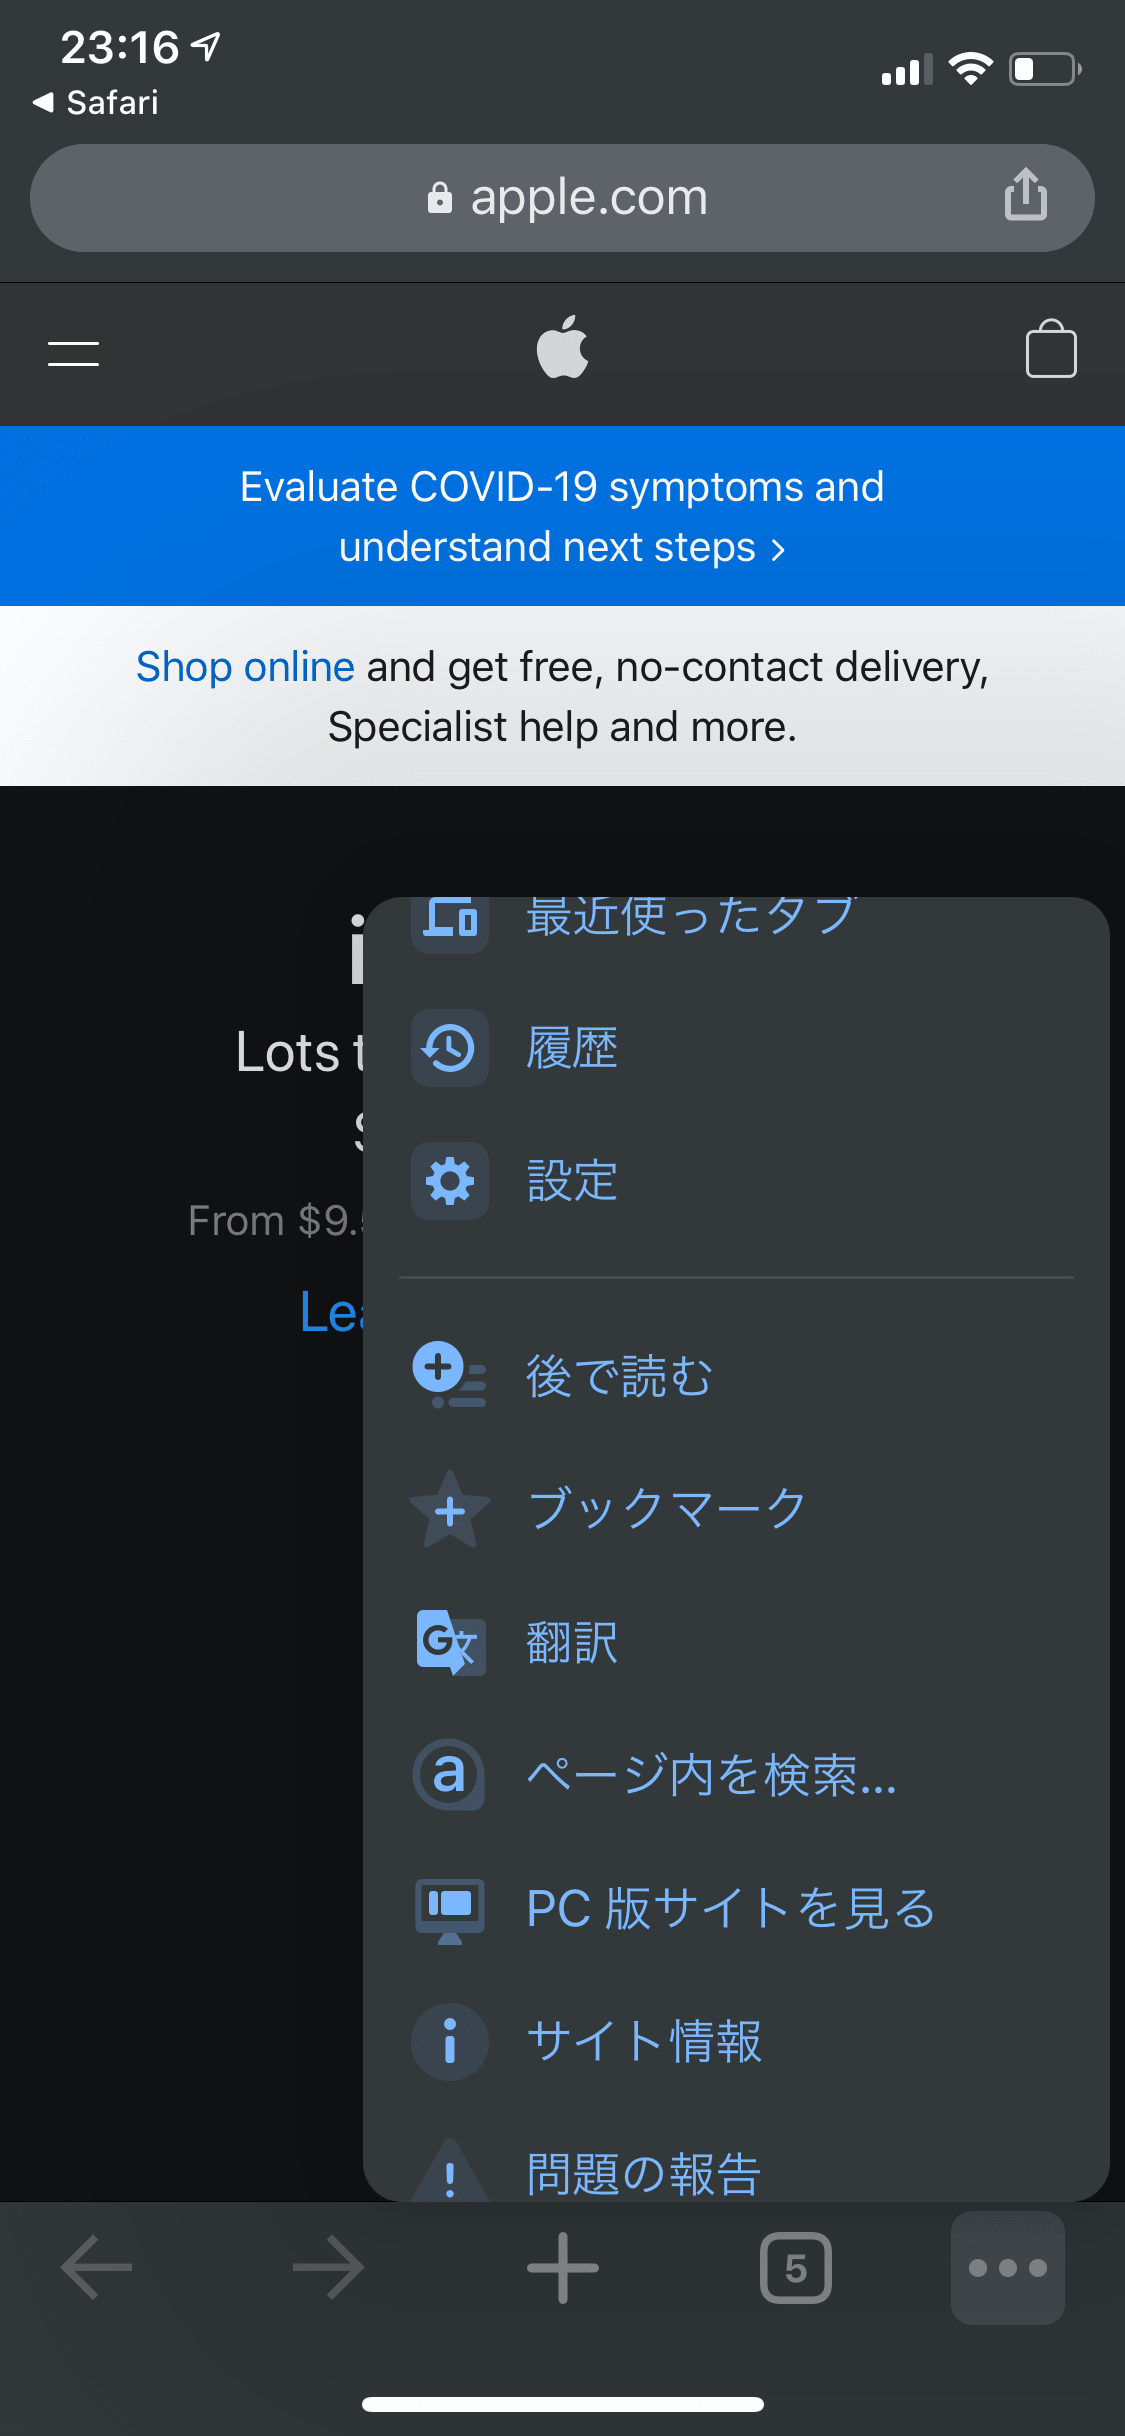 23:16
Safari
apple.com
Evaluate COVID-19 symptoms and
understand next steps
Shop online and get free, no-contact delivery,
Specialist help and more.
Lots
From $9.
最近使ったタブ
履歴
設定
後で読む
ブックマーク
翻訳
ページ内を検索...
PC 版サイトを見る
サイト情報
問題の報告
5